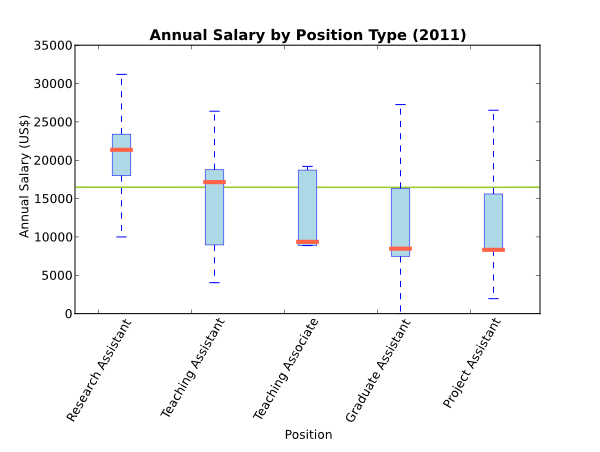 Annual Salary by Position Type (2011)
35000
30000
25000
20000
15000
10000
5000
0
Annual Salary (US$)
Research Assistant
Teaching Assistant
Teaching Associate
Graduate Assistant
Project Assistant
Position